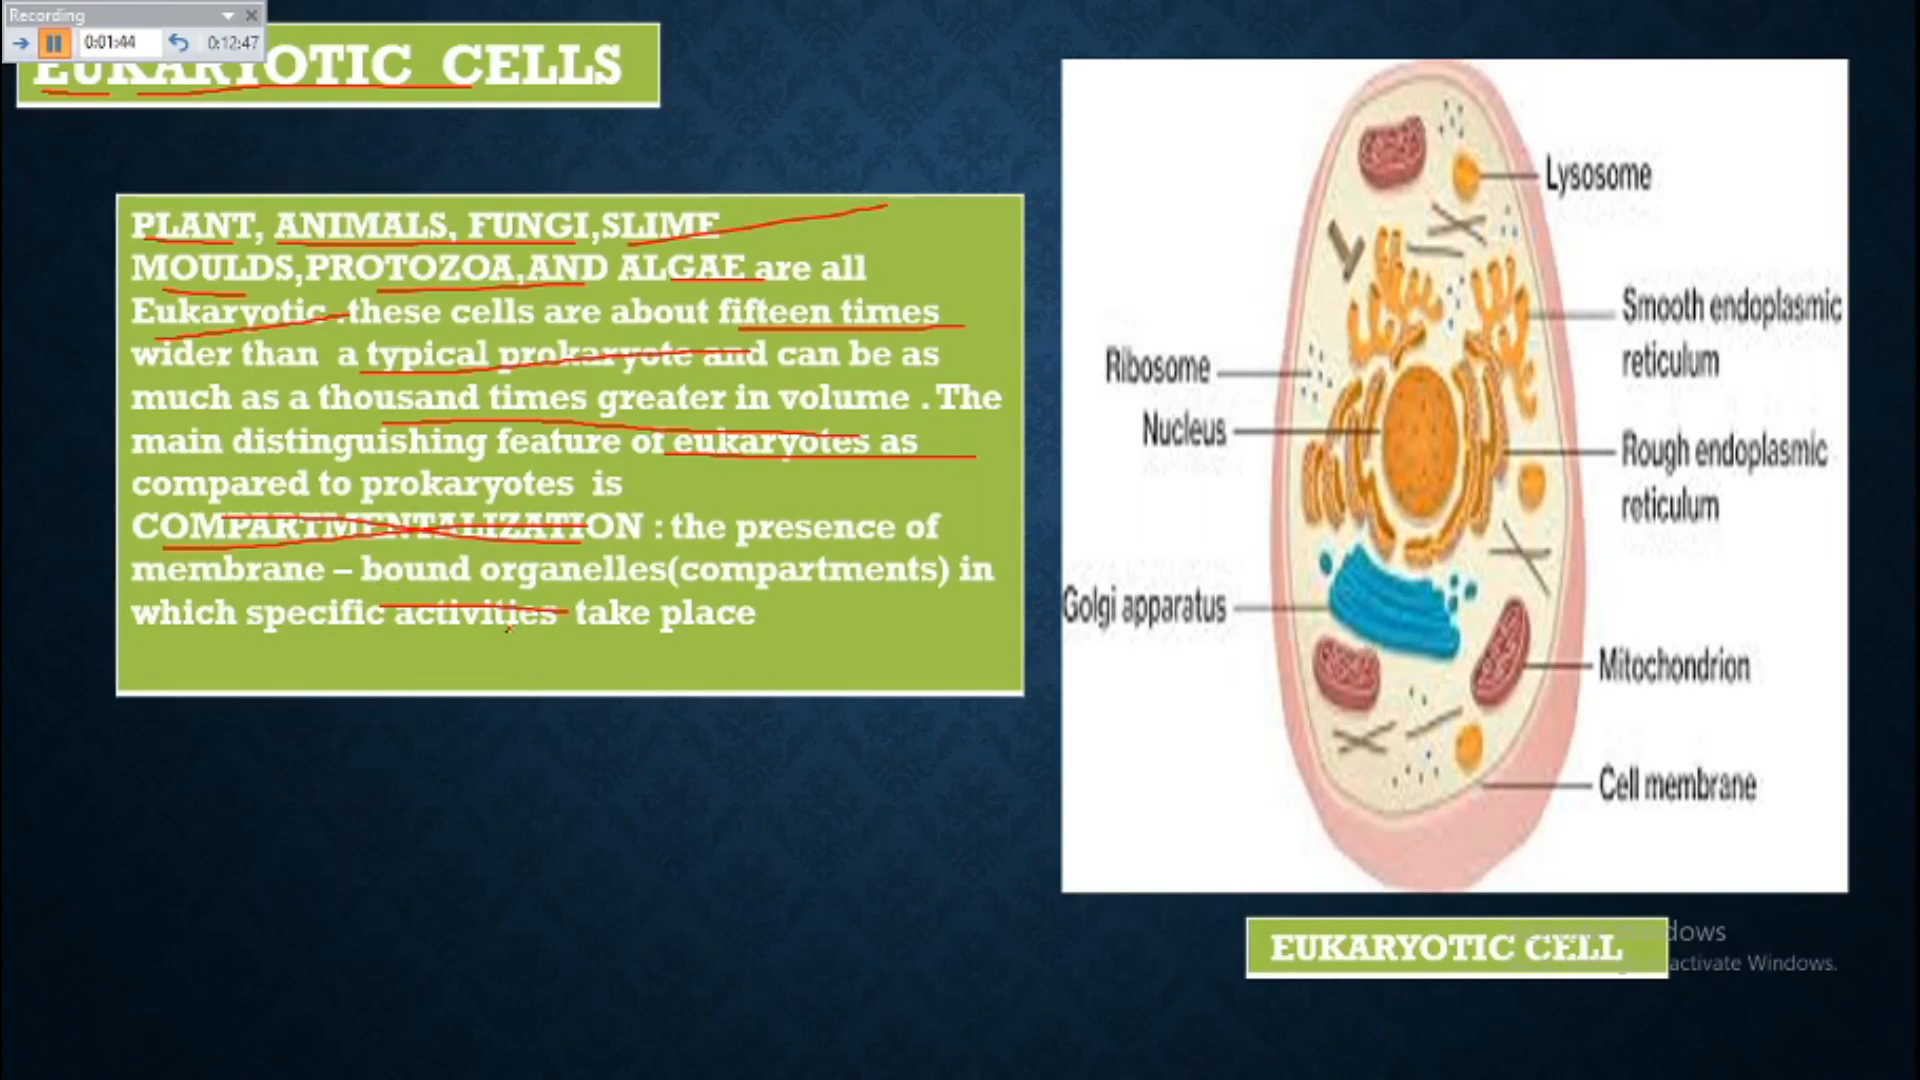 Recording
0:01:44 0:12:47
EUKARYOTIC CELLS
PLANT, ANIMALS, FUNGI,SLIME
MOULDS,PROTOZOA,AND ALGAE are all
Eukaryotic .these cells are about fifteen times
wider than a typical prokaryote and can be as
much as a thousand times greater in volume . The
main distinguishing feature of eukaryotes as
compared to prokaryotes is
COMPARTMENTALIZATION : the presence of
membrane – bound organelles(compartments) in
which specific activities take place
Lysosome
Smooth endoplasmic
reticulum
Ribosome
Nucleus
Rough endoplasmic
reticulum
Golgi apparatus
Mitochondrion
Cell membrane
EUKARYOTIC CELL
activate Windows.